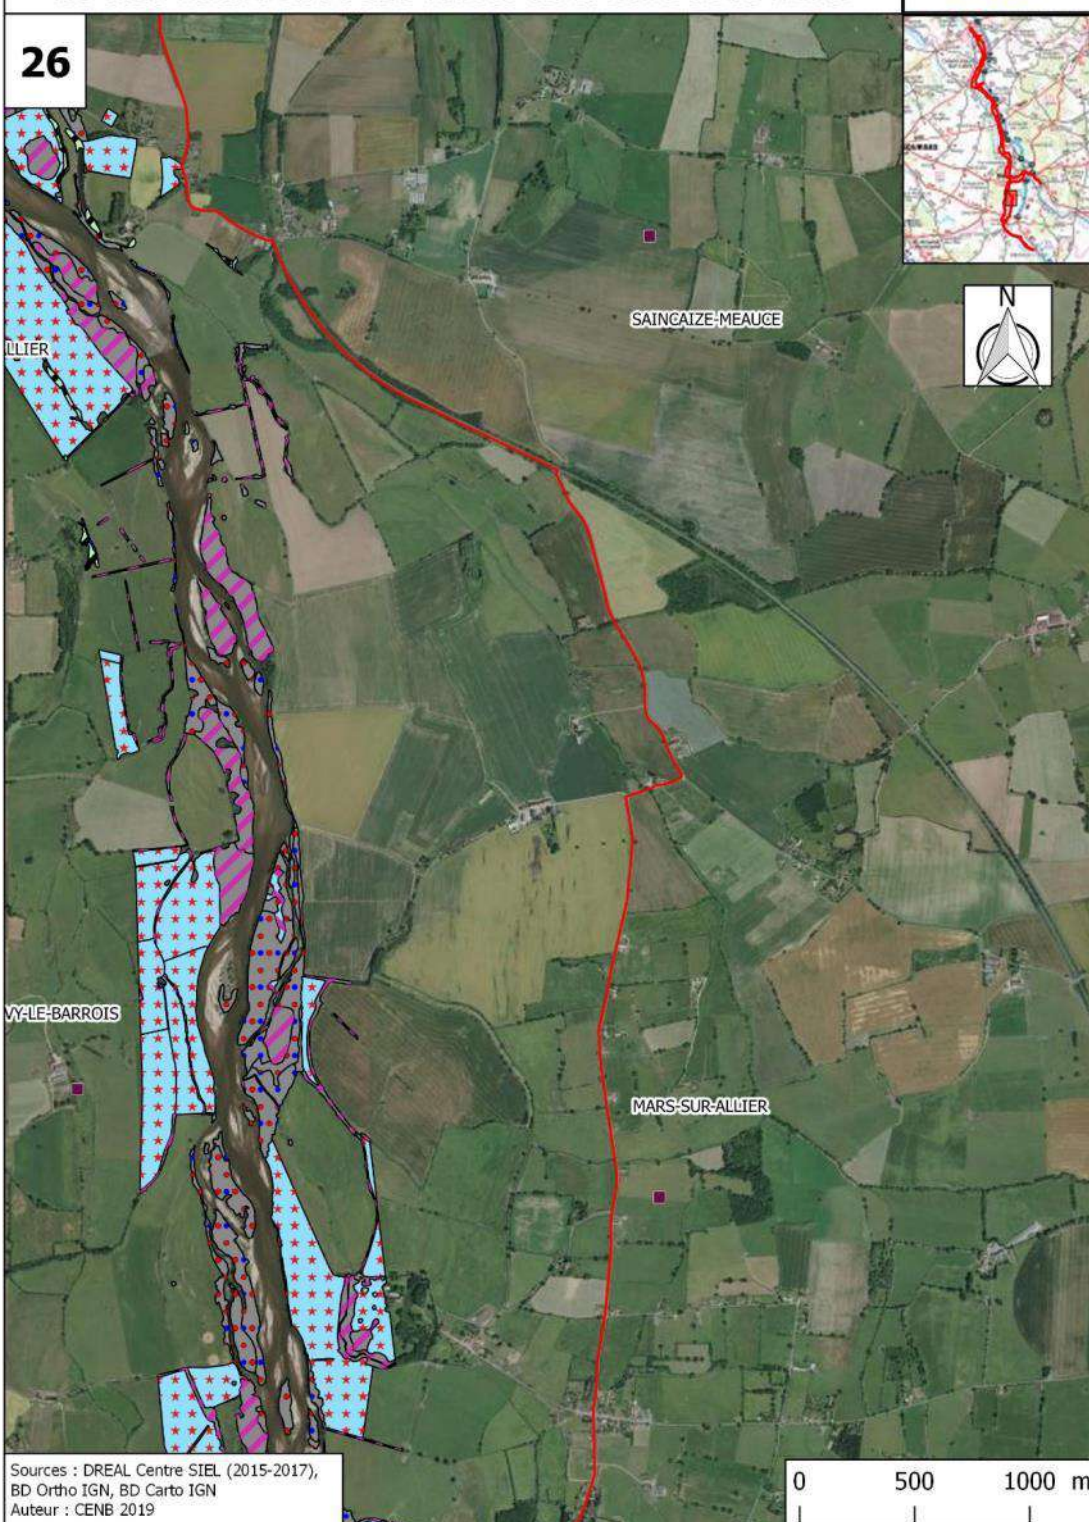 26
N
SAINCAIZE-MEAUCE
LLIER
VY-LE-BARROIS
MARS-SUR-ALLIER
Sources : DREAL Centre SIEL (2015-2017),
BD Ortho IGN, BD Carto IGN
Auteur : CENB 2019
0 500 1000 m